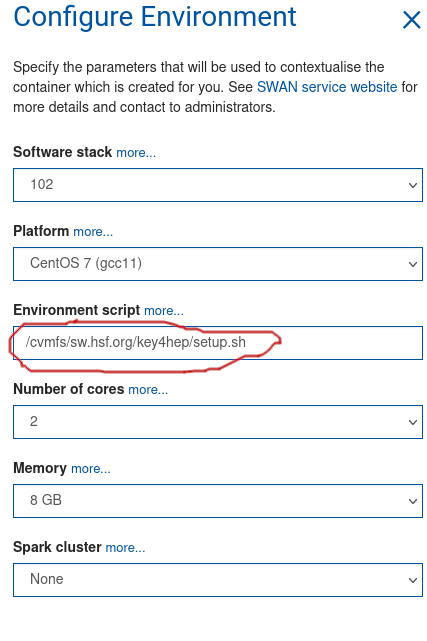 Configure Environment
Specify the parameters that will be used to contextualise the
container which is created for you. See SWAN service website for
more details and contact to administrators.
Software stack more...
102
Platform more...
CentOS 7 (gcc11)
Environment script more...
/cvmfs/sw.hsf.org/key4hep/setup.sh
Number of cores more...
2
Memory more...
8 GB
Spark cluster more...
None